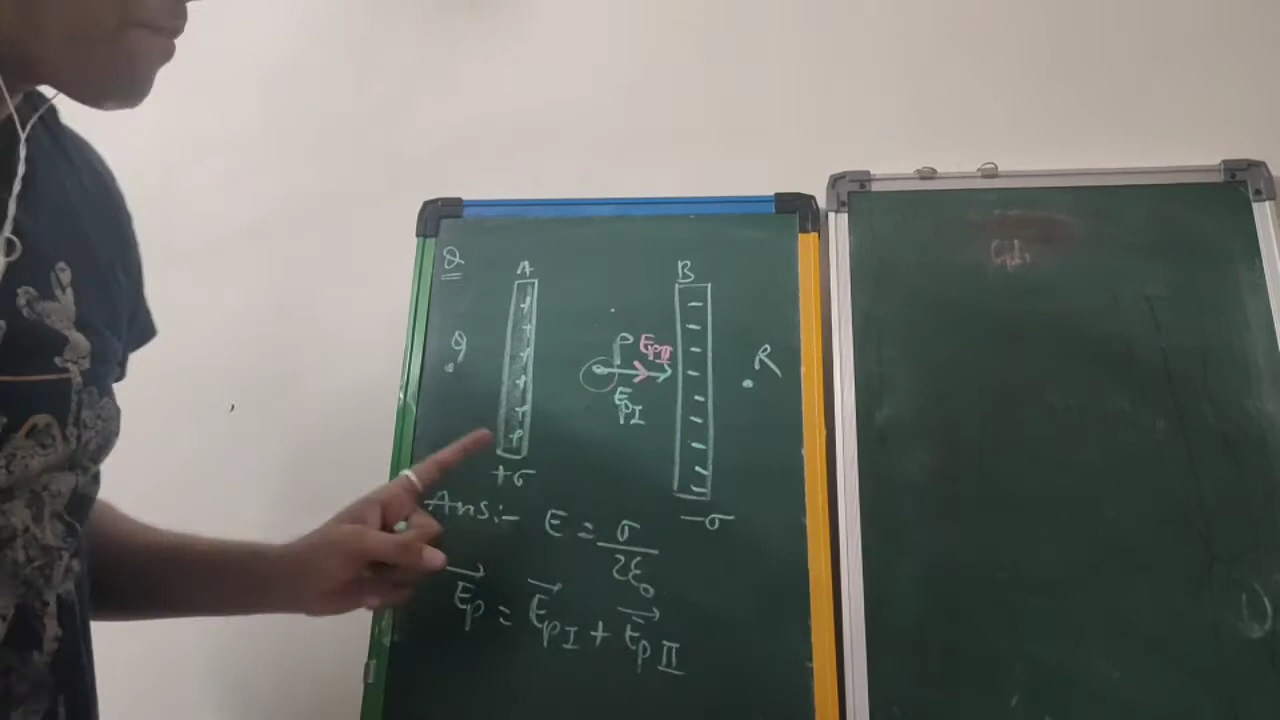 Q
A B
Q P E_PII R
E_PI
+σ
-σ
Ans:- E = σ/2ε₀
E⃗_P = E⃗_PI + E⃗_PII